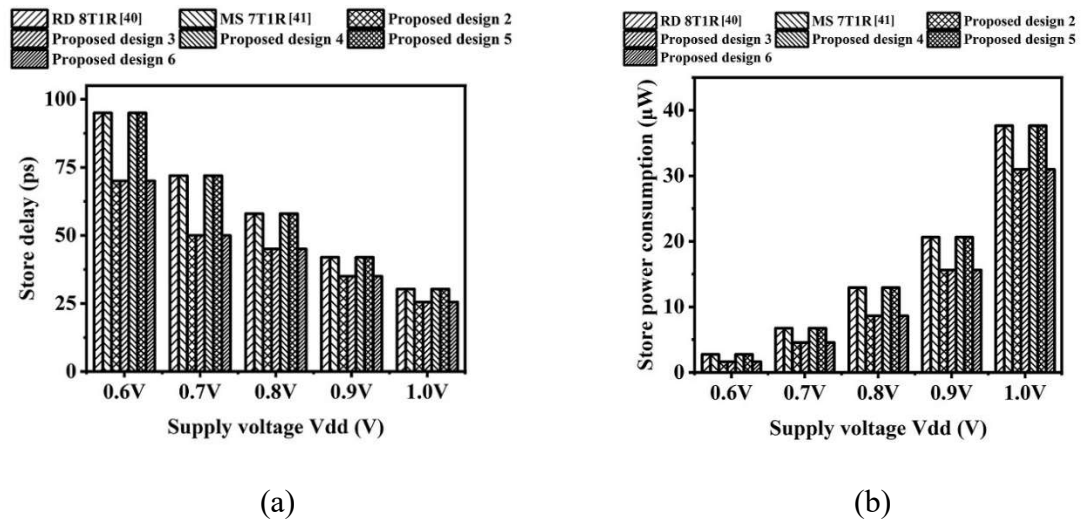 RD 8T1R[40] MS 7T1R[41] Proposed design 2
Proposed design 3 Proposed design 4 Proposed design 5
Proposed design 6
100
75
50
25
0
Store delay (ps)
0.6V 0.7V 0.8V 0.9V 1.0V
Supply voltage Vdd (V)
(a)
RD 8T1R[40] MS 7T1R[41] Proposed design 2
Proposed design 3 Proposed design 4 Proposed design 5
Proposed design 6
40
30
20
10
0
Store power consumption (μW)
0.6V 0.7V 0.8V 0.9V 1.0V
Supply voltage Vdd (V)
(b)